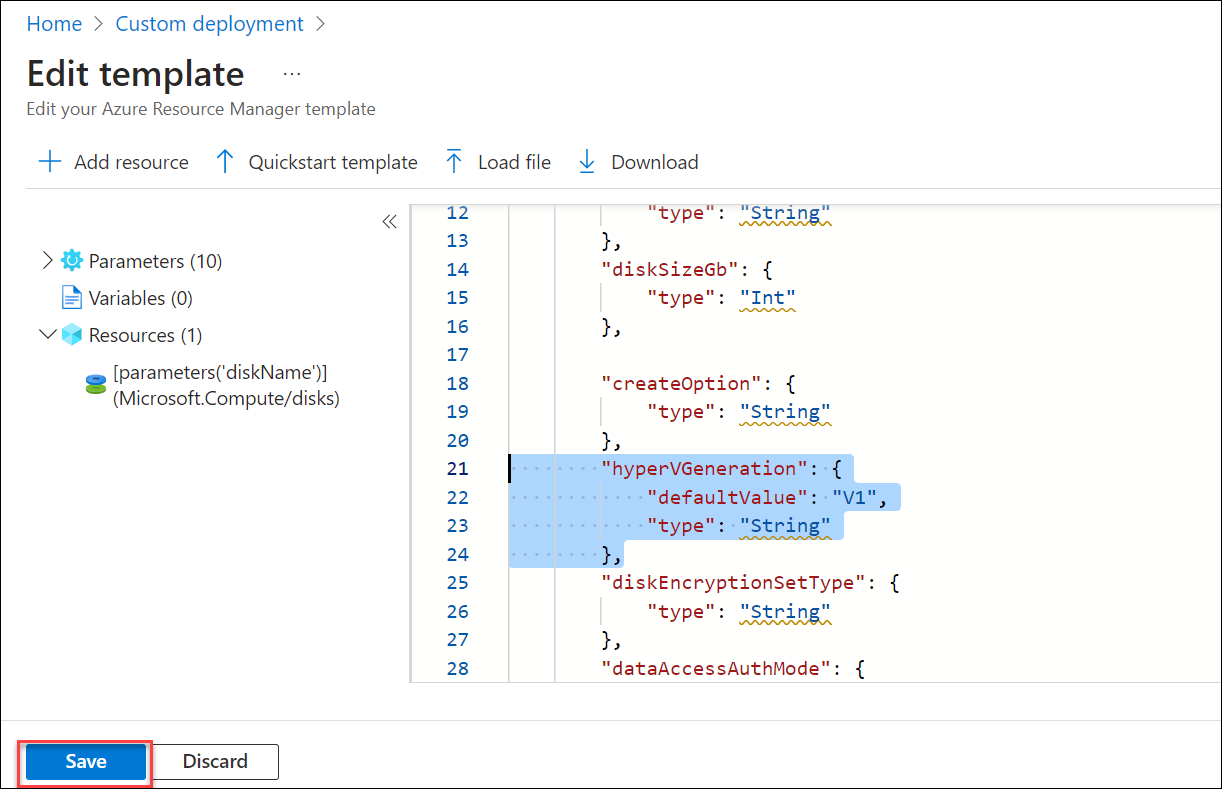 Home > Custom deployment >
Edit template ...
Edit your Azure Resource Manager template
Add resource Quickstart template Load file Download
«
Parameters (10)
Variables (0)
Resources (1)
[parameters('diskName')]
(Microsoft.Compute/disks)
12 "type": "String"
13 },
14 "diskSizeGb": {
15 "type": "Int"
16 },
17
18 "createOption": {
19 "type": "String"
20 },
21 "hyperVGeneration": {
22 "defaultValue": "V1",
23 "type": "String"
24 },
25 "diskEncryptionSetType": {
26 "type": "String"
27 },
28 "dataAccessAuthMode": {
Save Discard